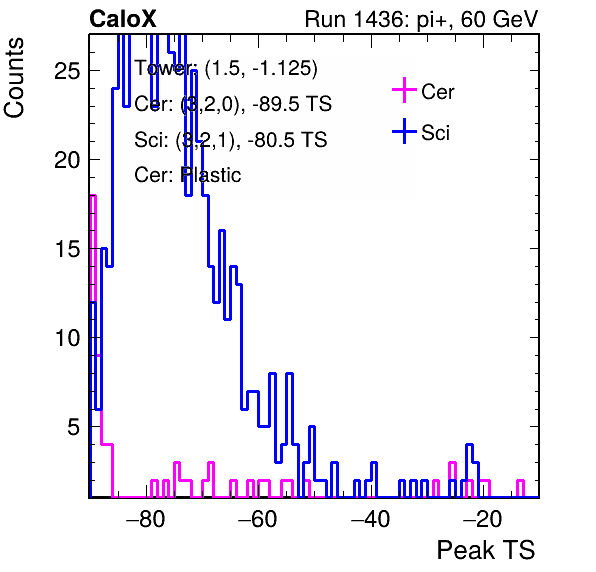 CaloX Run 1436: pi+, 60 GeV
Counts
Tower: (1.5, -1.125)
Cer: (3,2,0), -89.5 TS
Sci: (3,2,1), -80.5 TS
Cer: Plastic
Cer
Sci
25
20
15
10
5
−80 −60 −40 −20
Peak TS